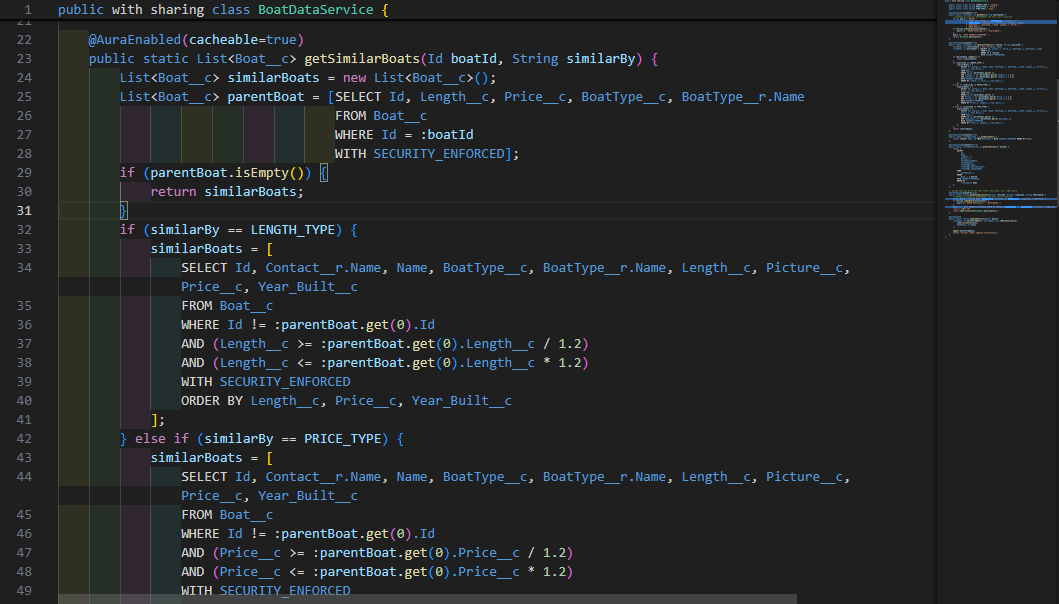 1 public with sharing class BoatDataService {
21
22 @AuraEnabled(cacheable=true)
23 public static List<Boat__c> getSimilarBoats(Id boatId, String similarBy) {
24 List<Boat__c> similarBoats = new List<Boat__c>();
25 List<Boat__c> parentBoat = [SELECT Id, Length__c, Price__c, BoatType__c, BoatType__r.Name
26 FROM Boat__c
27 WHERE Id = :boatId
28 WITH SECURITY_ENFORCED];
29 if (parentBoat.isEmpty()) {
30 return similarBoats;
31 }
32 if (similarBy == LENGTH_TYPE) {
33 similarBoats = [
34 SELECT Id, Contact__r.Name, Name, BoatType__c, BoatType__r.Name, Length__c, Picture__c,
Price__c, Year_Built__c
35 FROM Boat__c
36 WHERE Id != :parentBoat.get(0).Id
37 AND (Length__c >= :parentBoat.get(0).Length__c / 1.2)
38 AND (Length__c <= :parentBoat.get(0).Length__c * 1.2)
39 WITH SECURITY_ENFORCED
40 ORDER BY Length__c, Price__c, Year_Built__c
41 ];
42 } else if (similarBy == PRICE_TYPE) {
43 similarBoats = [
44 SELECT Id, Contact__r.Name, Name, BoatType__c, BoatType__r.Name, Length__c, Picture__c,
Price__c, Year_Built__c
45 FROM Boat__c
46 WHERE Id != :parentBoat.get(0).Id
47 AND (Price__c >= :parentBoat.get(0).Price__c / 1.2)
48 AND (Price__c <= :parentBoat.get(0).Price__c * 1.2)
49 WITH SECURITY_ENFORCED